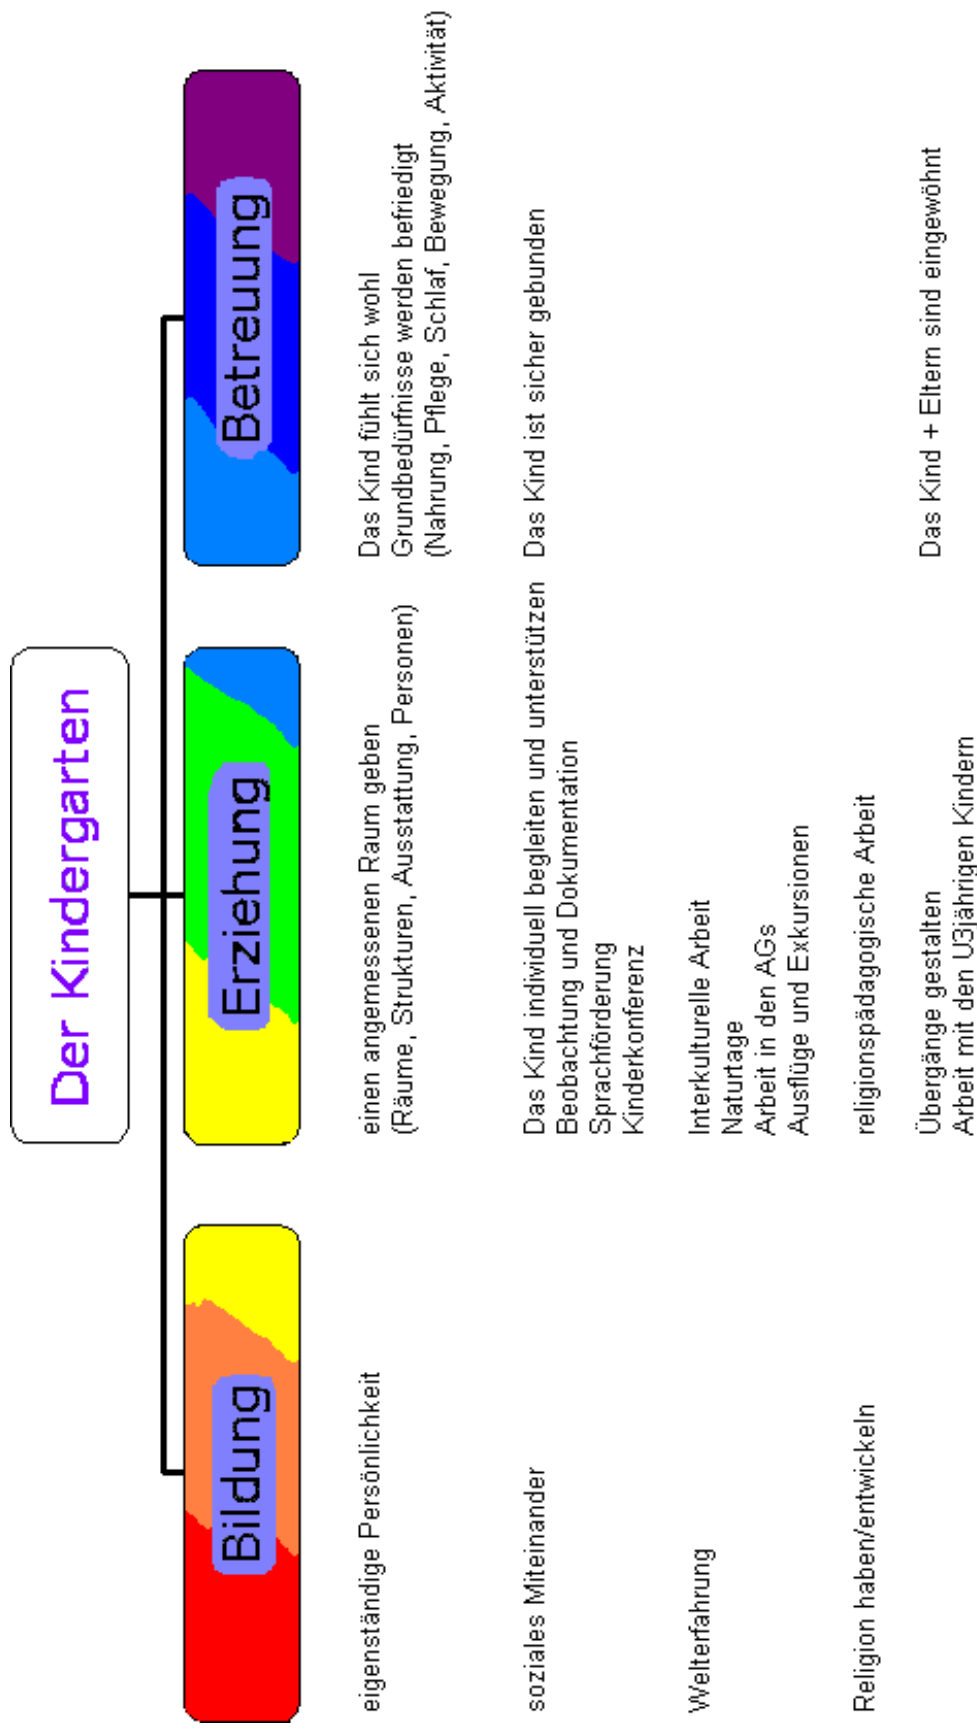 Der Kindergarten
Bildung
Erziehung
Betreuung
eigenständige Persönlichkeit
einen angemessenen Raum geben
(Räume, Strukturen, Ausstattung, Personen)
Das Kind fühlt sich wohl
Grundbedürfnisse werden befriedigt
(Nahrung, Pflege, Schlaf, Bewegung, Aktivität)
soziales Miteinander
Das Kind individuell begleiten und unterstützen
Beobachtung und Dokumentation
Sprachförderung
Kinderkonferenz
Das Kind ist sicher gebunden
Welterfahrung
Interkulturelle Arbeit
Naturtage
Arbeit in den AGs
Ausflüge und Exkursionen
Religion haben/entwickeln
religionspädagogische Arbeit
Übergänge gestalten
Arbeit mit den U3jährigen Kindern
Das Kind + Eltern sind eingewöhnt